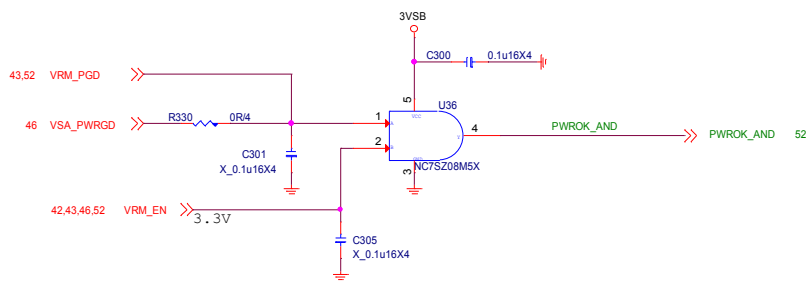 3VSB
C300 0.1u16X4
43,52 VRM_PGD
5
U36
VCC
46 VSA_PWRGD
R330 0R/4
1
A
2
B
Y
4
PWROK_AND
PWROK_AND 52
C301
X_0.1u16X4
GND
3
NC7SZ08M5X
42,43,46,52 VRM_EN
3.3V
C305
X_0.1u16X4